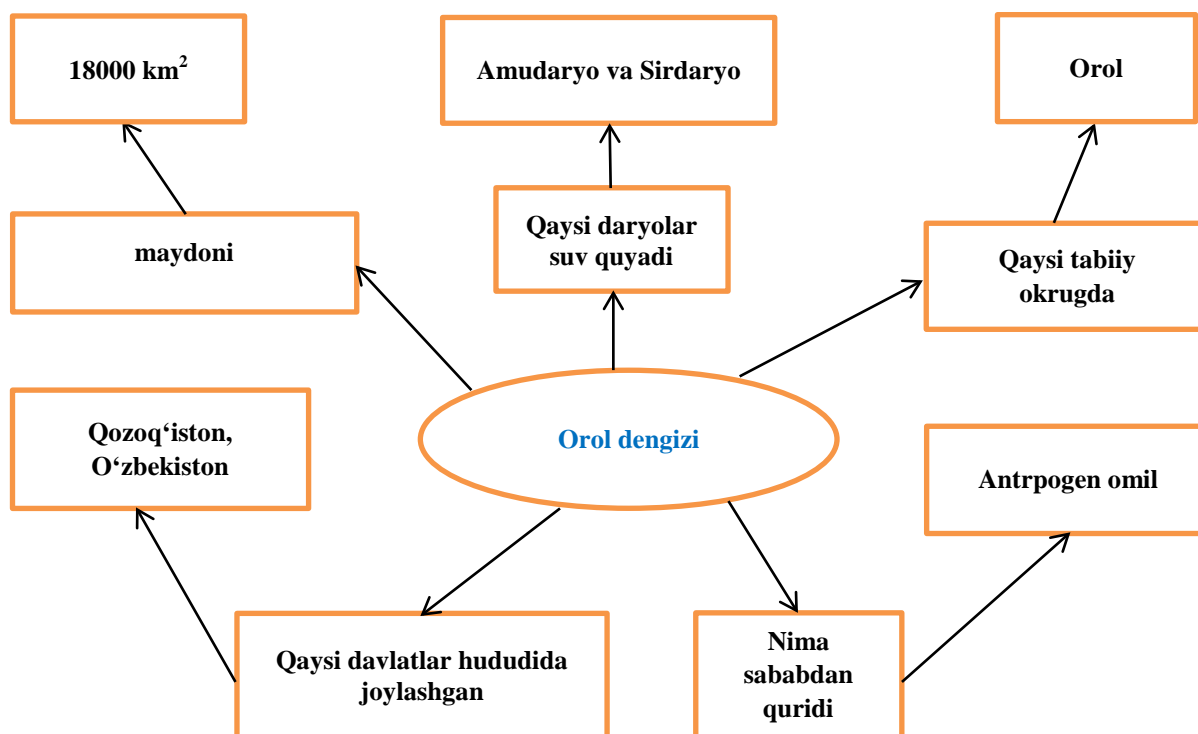 18000 km²
Amudaryo va Sirdaryo
Orol
maydoni
Qaysi daryolar
suv quyadi
Qaysi tabiiy
okrugda
Qozoq‘iston,
O‘zbekiston
Orol dengizi
Antrpogen omil
Qaysi davlatlar hududida
joylashgan
Nima
sababdan
quridi